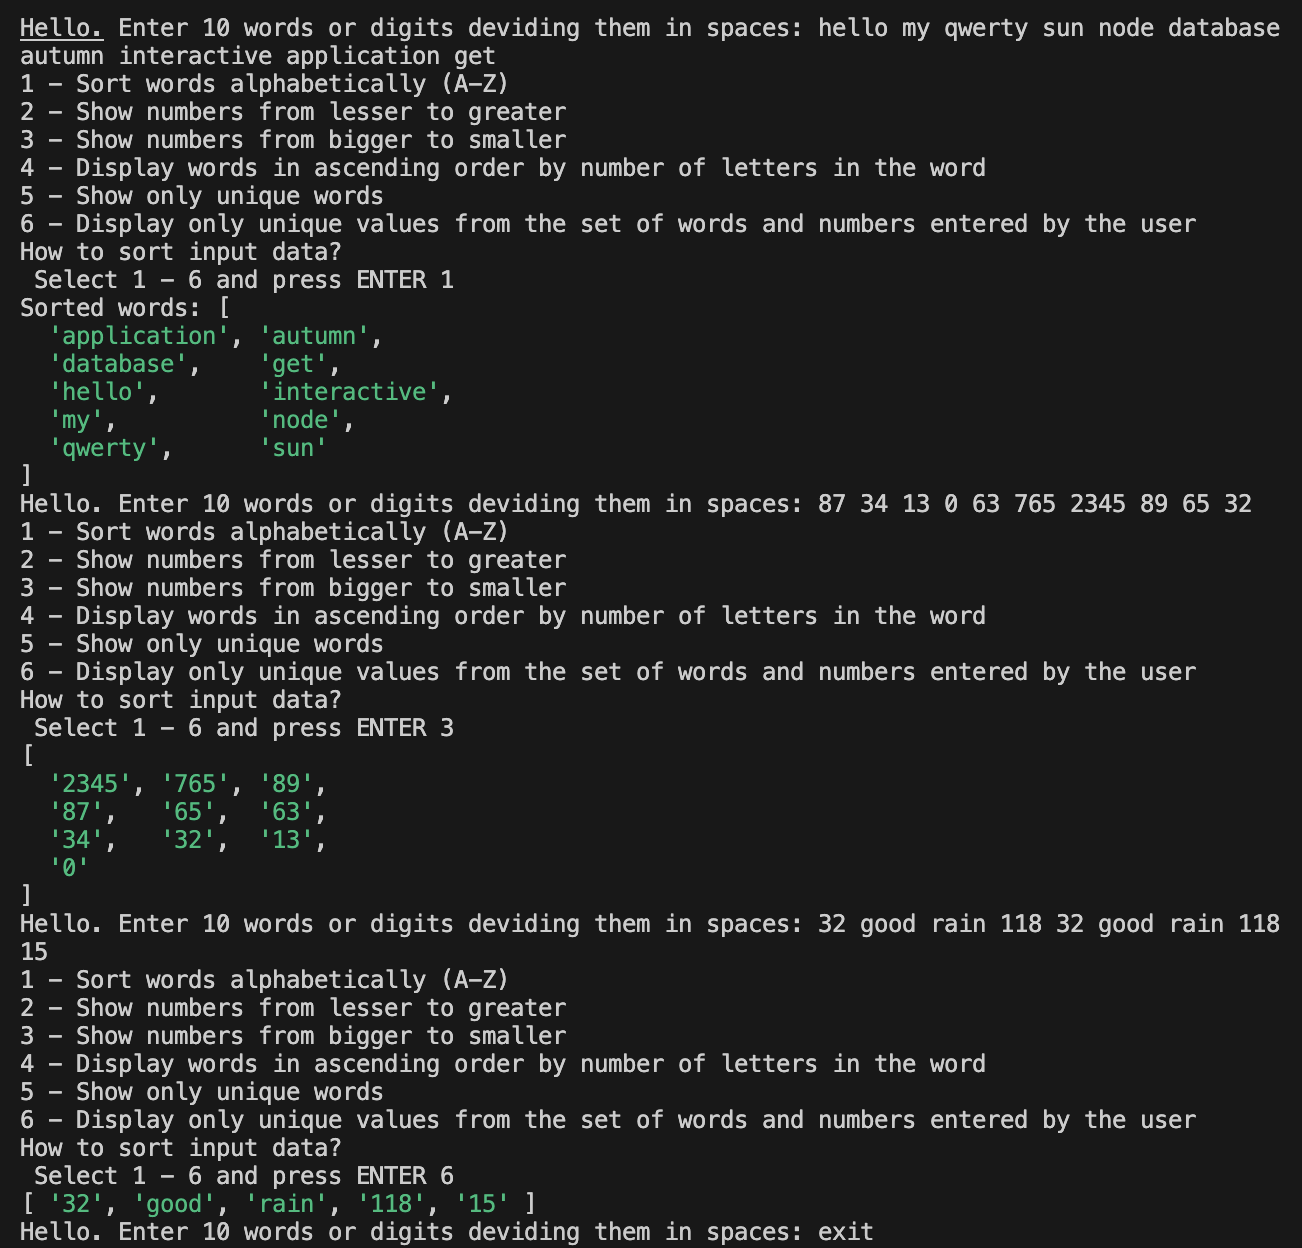 Hello. Enter 10 words or digits deviding them in spaces: hello my qwerty sun node database
autumn interactive application get
1 – Sort words alphabetically (A–Z)
2 – Show numbers from lesser to greater
3 – Show numbers from bigger to smaller
4 – Display words in ascending order by number of letters in the word
5 – Show only unique words
6 – Display only unique values from the set of words and numbers entered by the user
How to sort input data?
 Select 1 – 6 and press ENTER 1
Sorted words: [
  'application', 'autumn',
  'database',    'get',
  'hello',       'interactive',
  'my',          'node',
  'qwerty',      'sun'
]
Hello. Enter 10 words or digits deviding them in spaces: 87 34 13 0 63 765 2345 89 65 32
1 – Sort words alphabetically (A–Z)
2 – Show numbers from lesser to greater
3 – Show numbers from bigger to smaller
4 – Display words in ascending order by number of letters in the word
5 – Show only unique words
6 – Display only unique values from the set of words and numbers entered by the user
How to sort input data?
 Select 1 – 6 and press ENTER 3
[
  '2345', '765', '89',
  '87',   '65',  '63',
  '34',   '32',  '13',
  '0'
]
Hello. Enter 10 words or digits deviding them in spaces: 32 good rain 118 32 good rain 118
15
1 – Sort words alphabetically (A–Z)
2 – Show numbers from lesser to greater
3 – Show numbers from bigger to smaller
4 – Display words in ascending order by number of letters in the word
5 – Show only unique words
6 – Display only unique values from the set of words and numbers entered by the user
How to sort input data?
 Select 1 – 6 and press ENTER 6
[ '32', 'good', 'rain', '118', '15' ]
Hello. Enter 10 words or digits deviding them in spaces: exit